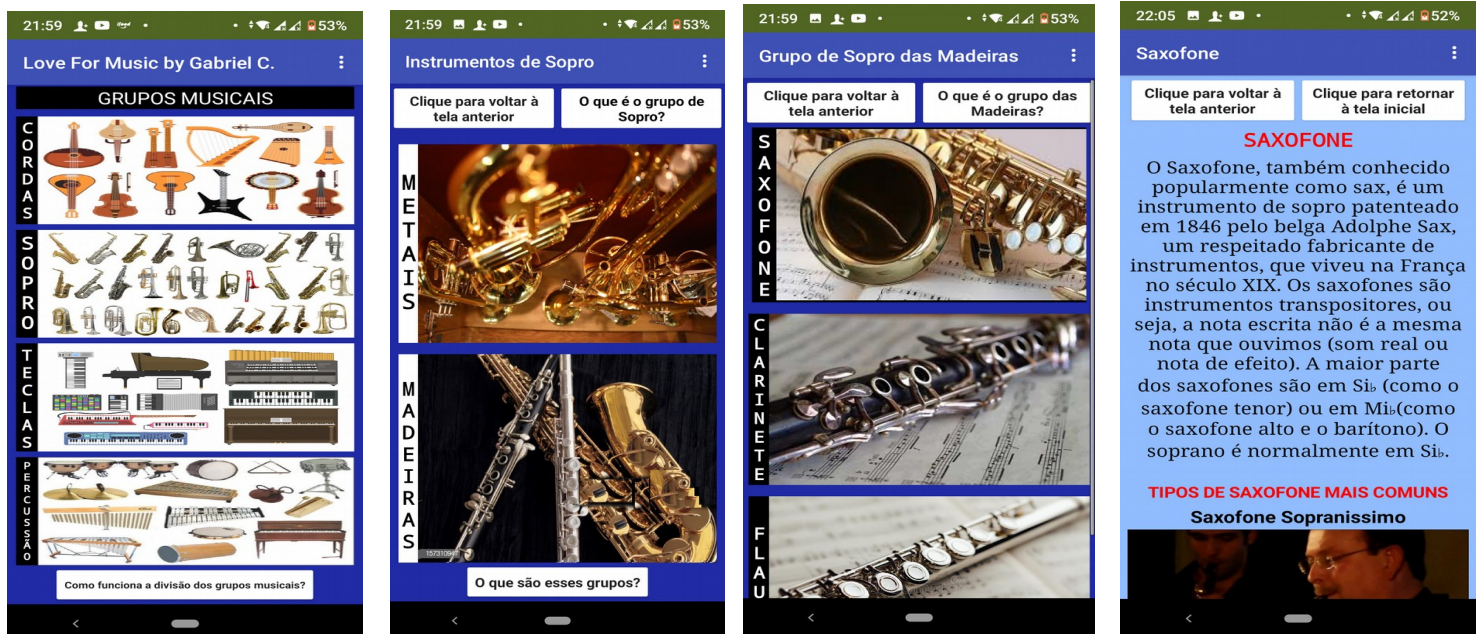 21:59
53%
Love For Music by Gabriel C.
GRUPOS MUSICAIS
CORDAS
SOPRO
TECLAS
PERCUSSÃO
Como funciona a divisão dos grupos musicais?
21:59
53%
Instrumentos de Sopro
Clique para voltar à
tela anterior
O que é o grupo de
Sopro?
METAIS
MADEIRAS
157310947
O que são esses grupos?
21:59
53%
Grupo de Sopro das Madeiras
Clique para voltar à
tela anterior
O que é o grupo das
Madeiras?
SAXOFONE
CLARINETE
FLAU
22:05
52%
Saxofone
Clique para voltar à
tela anterior
Clique para retornar
à tela inicial
SAXOFONE
O Saxofone, também conhecido
popularmente como sax, é um
instrumento de sopro patenteado
em 1846 pelo belga Adolphe Sax,
um respeitado fabricante de
instrumentos, que viveu na França
no século XIX. Os saxofones são
instrumentos transpositores, ou
seja, a nota escrita não é a mesma
nota que ouvimos (som real ou
nota de efeito). A maior parte
dos saxofones são em Si♭ (como o
saxofone tenor) ou em Mi♭(como
o saxofone alto e o barítono). O
soprano é normalmente em Si♭.
TIPOS DE SAXOFONE MAIS COMUNS
Saxofone Sopranissimo